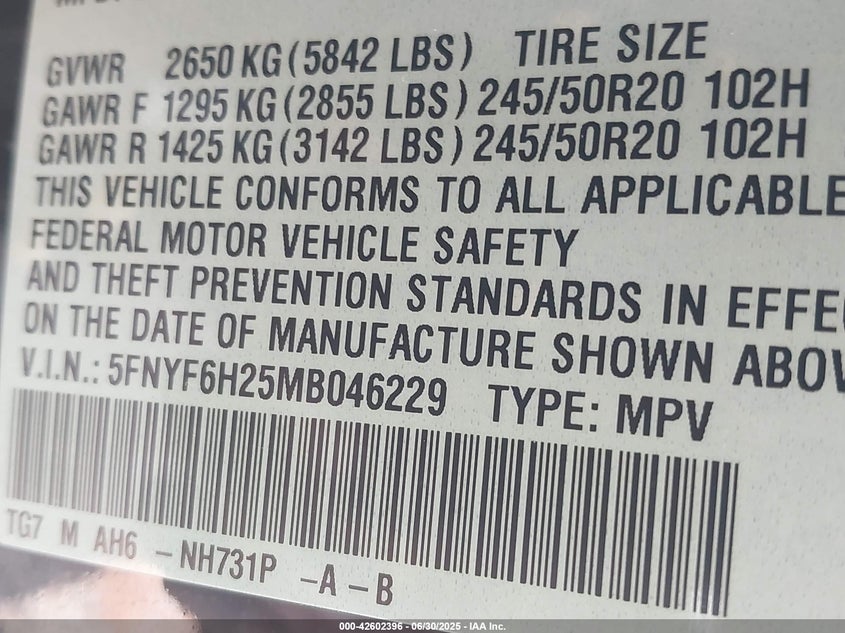 GVWR 2650 KG (5842 LBS) TIRE SIZE
GAWR F 1295 KG (2855 LBS) 245/50R20 102H
GAWR R 1425 KG (3142 LBS) 245/50R20 102H
THIS VEHICLE CONFORMS TO ALL APPLICABLE
FEDERAL MOTOR VEHICLE SAFETY
AND THEFT PREVENTION STANDARDS IN EFFE
ON THE DATE OF MANUFACTURE SHOWN ABOV
V.I.N.: 5FNYF6H25MB046229 TYPE: MPV
TG7 M AH6 -NH731P -A-B
000-42602396 - 06/30/2025 - IAA Inc.